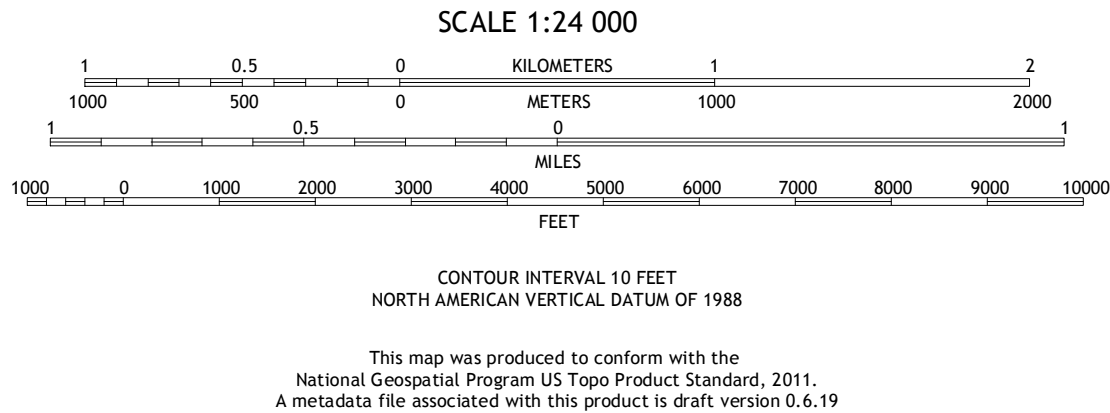 SCALE 1:24 000
1 0.5 0 KILOMETERS 1 2
1000 500 0 METERS 1000 2000
1 0.5 0 1
MILES
1000 0 1000 2000 3000 4000 5000 6000 7000 8000 9000 10000
FEET
CONTOUR INTERVAL 10 FEET
NORTH AMERICAN VERTICAL DATUM OF 1988
This map was produced to conform with the
National Geospatial Program US Topo Product Standard, 2011.
A metadata file associated with this product is draft version 0.6.19